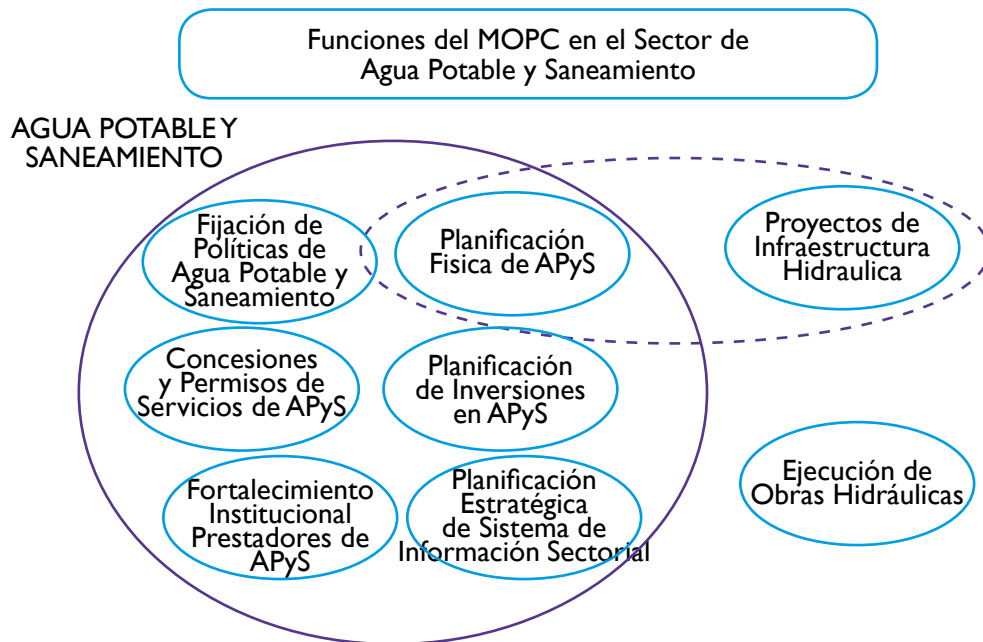 Funciones del MOPC en el Sector de
Agua Potable y Saneamiento
AGUA POTABLE Y
SANEAMIENTO
Fijación de
Políticas de
Agua Potable y
Saneamiento
Planificación
Fisica de APyS
Proyectos de
Infraestructura
Hidraulica
Concesiones
y Permisos de
Servicios de APyS
Planificación
de Inversiones
en APyS
Fortalecimiento
Institucional
Prestadores de
APyS
Planificación
Estratégica
de Sistema de
Información Sectorial
Ejecución de
Obras Hidráulicas